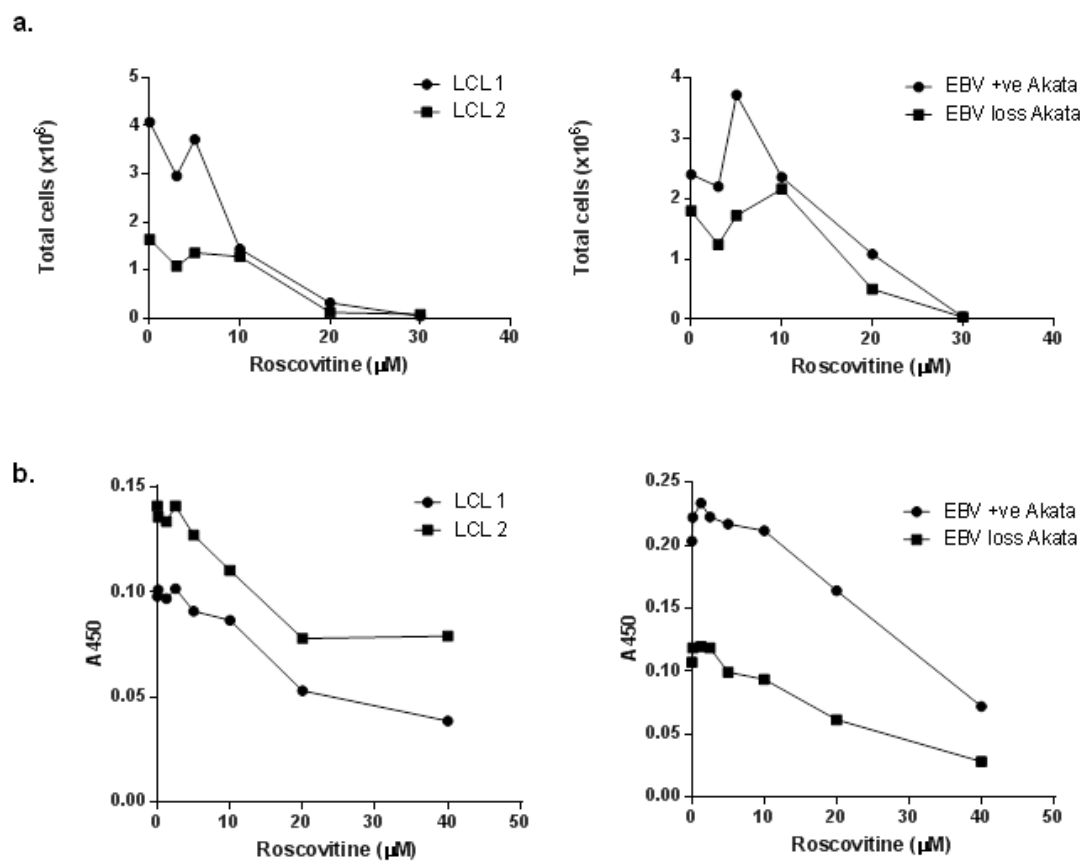 a.
LCL 1
LCL 2
Total cells (x10⁶)
5
4
3
2
1
0
0 10 20 30 40
Roscovitine (µM)
EBV +ve Akata
EBV loss Akata
Total cells (x10⁶)
4
3
2
1
0
0 10 20 30 40
Roscovitine (µM)
b.
LCL 1
LCL 2
A450
0.15
0.10
0.05
0.00
0 10 20 30 40 50
Roscovitine (µM)
EBV +ve Akata
EBV loss Akata
A450
0.25
0.20
0.15
0.10
0.05
0.00
0 10 20 30 40 50
Roscovitine (µM)